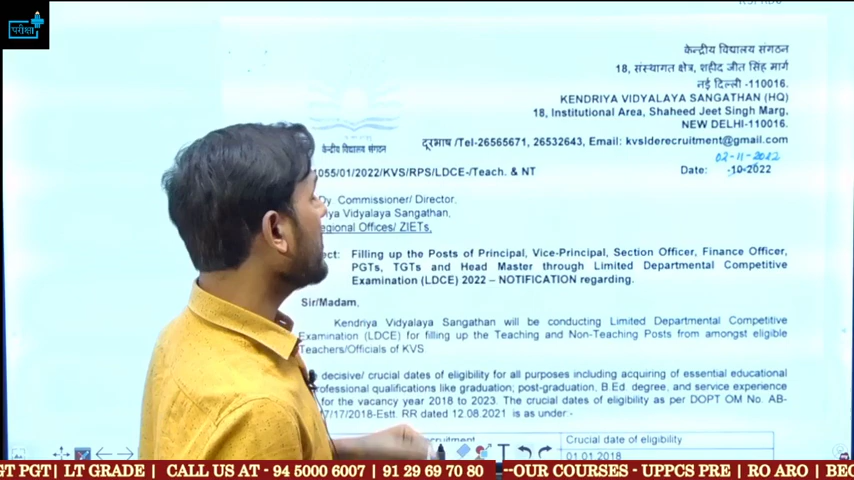 परीक्षा
केन्द्रीय विद्यालय संगठन
18, संस्थागत क्षेत्र, शहीद जीत सिंह मार्ग
नई दिल्ली -110016.
KENDRIYA VIDYALAYA SANGATHAN (HQ)
18, Institutional Area, Shaheed Jeet Singh Marg,
NEW DELHI-110016.
केन्द्रीय विद्यालय संगठन
दूरभाष /Tel-26565671, 26532643, Email: kvslderecruitment@gmail.com
02-11-2022
1055/01/2022/KVS/RPS/LDCE-/Teach. & NT
Date: -10-2022
Dy. Commissioner/ Director,
riya Vidyalaya Sangathan,
egional Offices/ ZIETs,
ect: Filling up the Posts of Principal, Vice-Principal, Section Officer, Finance Officer,
PGTs, TGTs and Head Master through Limited Departmental Competitive
Examination (LDCE) 2022 – NOTIFICATION regarding.
Sir/Madam,
Kendriya Vidyalaya Sangathan will be conducting Limited Departmental Competitive
Examination (LDCE) for filling up the Teaching and Non-Teaching Posts from amongst eligible
Teachers/Officials of KVS
decisive/ crucial dates of eligibility for all purposes including acquiring of essential educational
rofessional qualifications like graduation; post-graduation, B.Ed. degree, and service experience
for the vacancy year 2018 to 2023. The crucial dates of eligibility as per DOPT OM No. AB-
7/17/2018-Estt. RR dated 12.08.2021 is as under:-
ecruitment Crucial date of eligibility
01.01.2018
GT PGT| LT GRADE | CALL US AT - 94 5000 6007 | 91 29 69 70 80 --OUR COURSES - UPPCS PRE | RO ARO | BEO